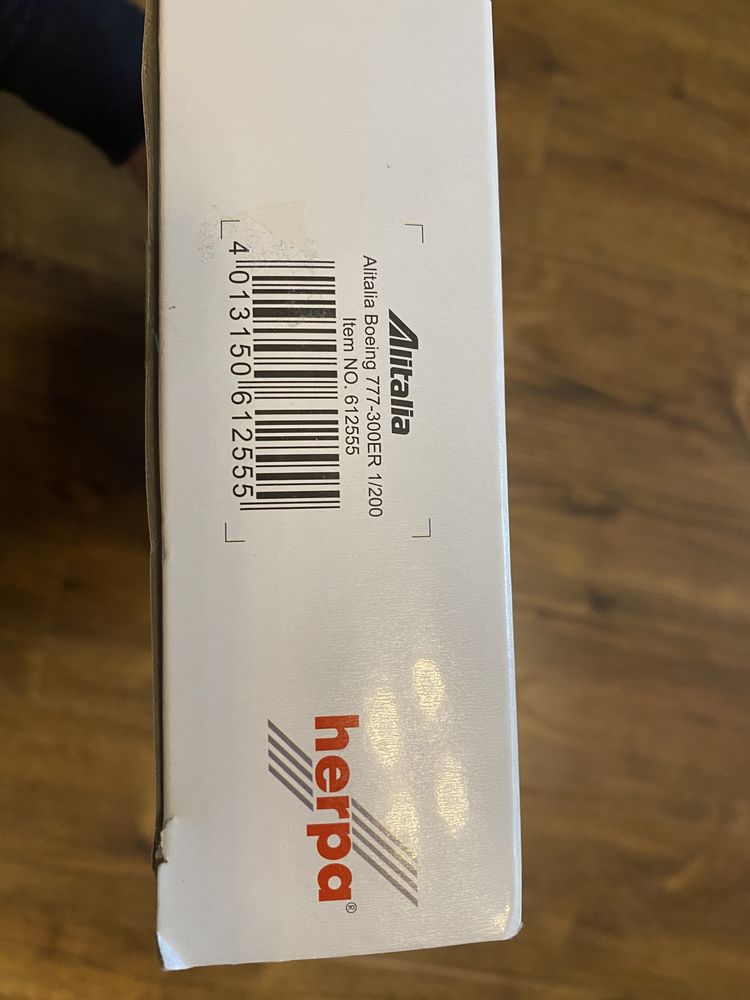 Alitalia
Alitalia Boeing 777-300ER 1/200
Item NO. 612555
4 013150 612555
herpa®